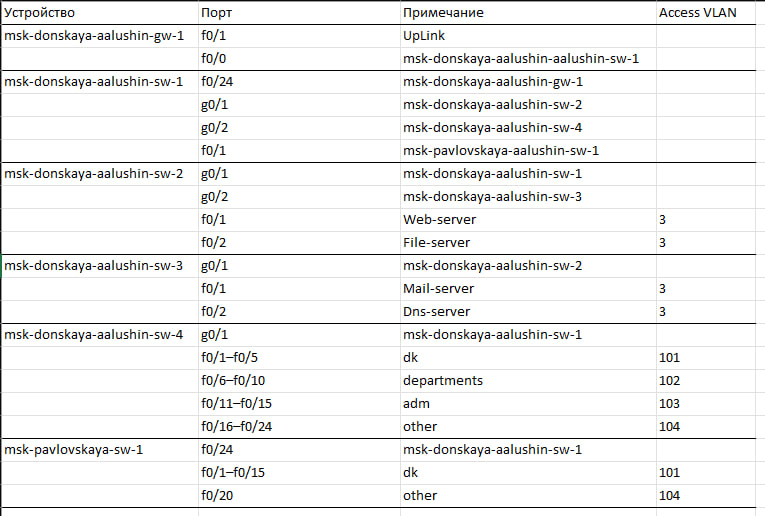 Устройство Порт Примечание Access VLAN
msk-donskaya-aalushin-gw-1 f0/1 UpLink
f0/0 msk-donskaya-aalushin-aalushin-sw-1
msk-donskaya-aalushin-sw-1 f0/24 msk-donskaya-aalushin-gw-1
g0/1 msk-donskaya-aalushin-sw-2
g0/2 msk-donskaya-aalushin-sw-4
f0/1 msk-pavlovskaya-aalushin-sw-1
msk-donskaya-aalushin-sw-2 g0/1 msk-donskaya-aalushin-sw-1
g0/2 msk-donskaya-aalushin-sw-3
f0/1 Web-server 3
f0/2 File-server 3
msk-donskaya-aalushin-sw-3 g0/1 msk-donskaya-aalushin-sw-2
f0/1 Mail-server 3
f0/2 Dns-server 3
msk-donskaya-aalushin-sw-4 g0/1 msk-donskaya-aalushin-sw-1
f0/1–f0/5 dk 101
f0/6–f0/10 departments 102
f0/11–f0/15 adm 103
f0/16–f0/24 other 104
msk-pavlovskaya-sw-1 f0/24 msk-donskaya-aalushin-sw-1
f0/1–f0/15 dk 101
f0/20 other 104